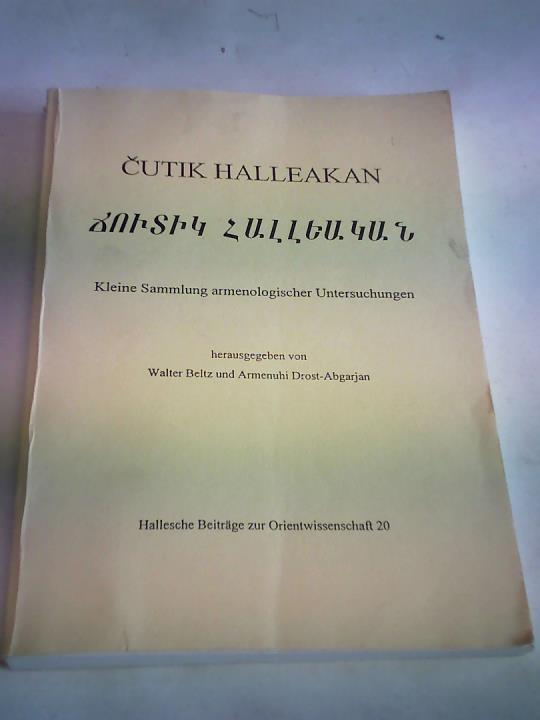 ČUTIK HALLEAKAN
ՃՈՒՏԻԿ ՀԱԼԼԵԱԿԱՆ
Kleine Sammlung armenologischer Untersuchungen
herausgegeben von
Walter Beltz und Armenuhi Drost-Abgarjan
Hallesche Beiträge zur Orientwissenschaft 20